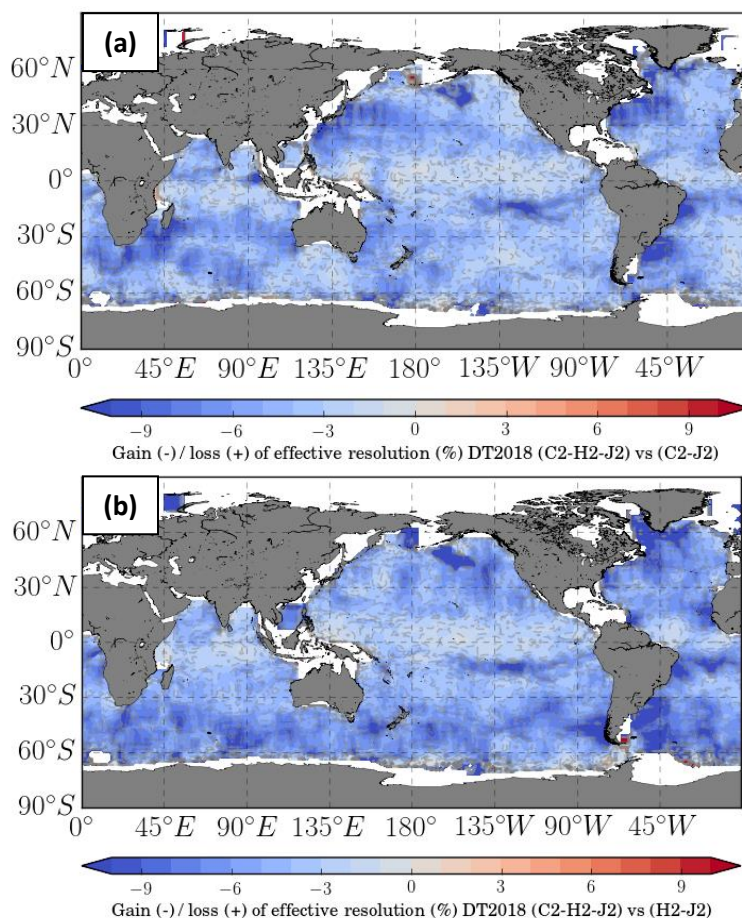 (a)
60°N
30°N
0°
30°S
60°S
90°S
0° 45°E 90°E 135°E 180° 135°W 90°W 45°W
−9 −6 −3 0 3 6 9
Gain (-)/ loss (+) of effective resolution (%) DT2018 (C2-H2-J2) vs (C2-J2)
(b)
60°N
30°N
0°
30°S
60°S
90°S
0° 45°E 90°E 135°E 180° 135°W 90°W 45°W
−9 −6 −3 0 3 6 9
Gain (-)/ loss (+) of effective resolution (%) DT2018 (C2-H2-J2) vs (H2-J2)